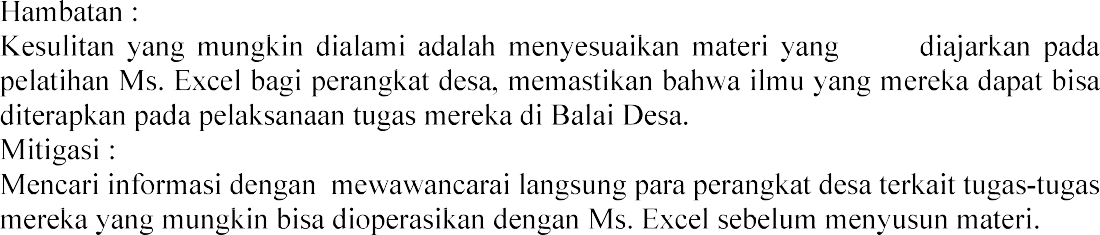 Hambatan :
Kesulitan yang mungkin dialami adalah menyesuaikan materi yang diajarkan pada
pelatihan Ms. Excel bagi perangkat desa, memastikan bahwa ilmu yang mereka dapat bisa
diterapkan pada pelaksanaan tugas mereka di Balai Desa.
Mitigasi :
Mencari informasi dengan mewawancarai langsung para perangkat desa terkait tugas-tugas
mereka yang mungkin bisa dioperasikan dengan Ms. Excel sebelum menyusun materi.